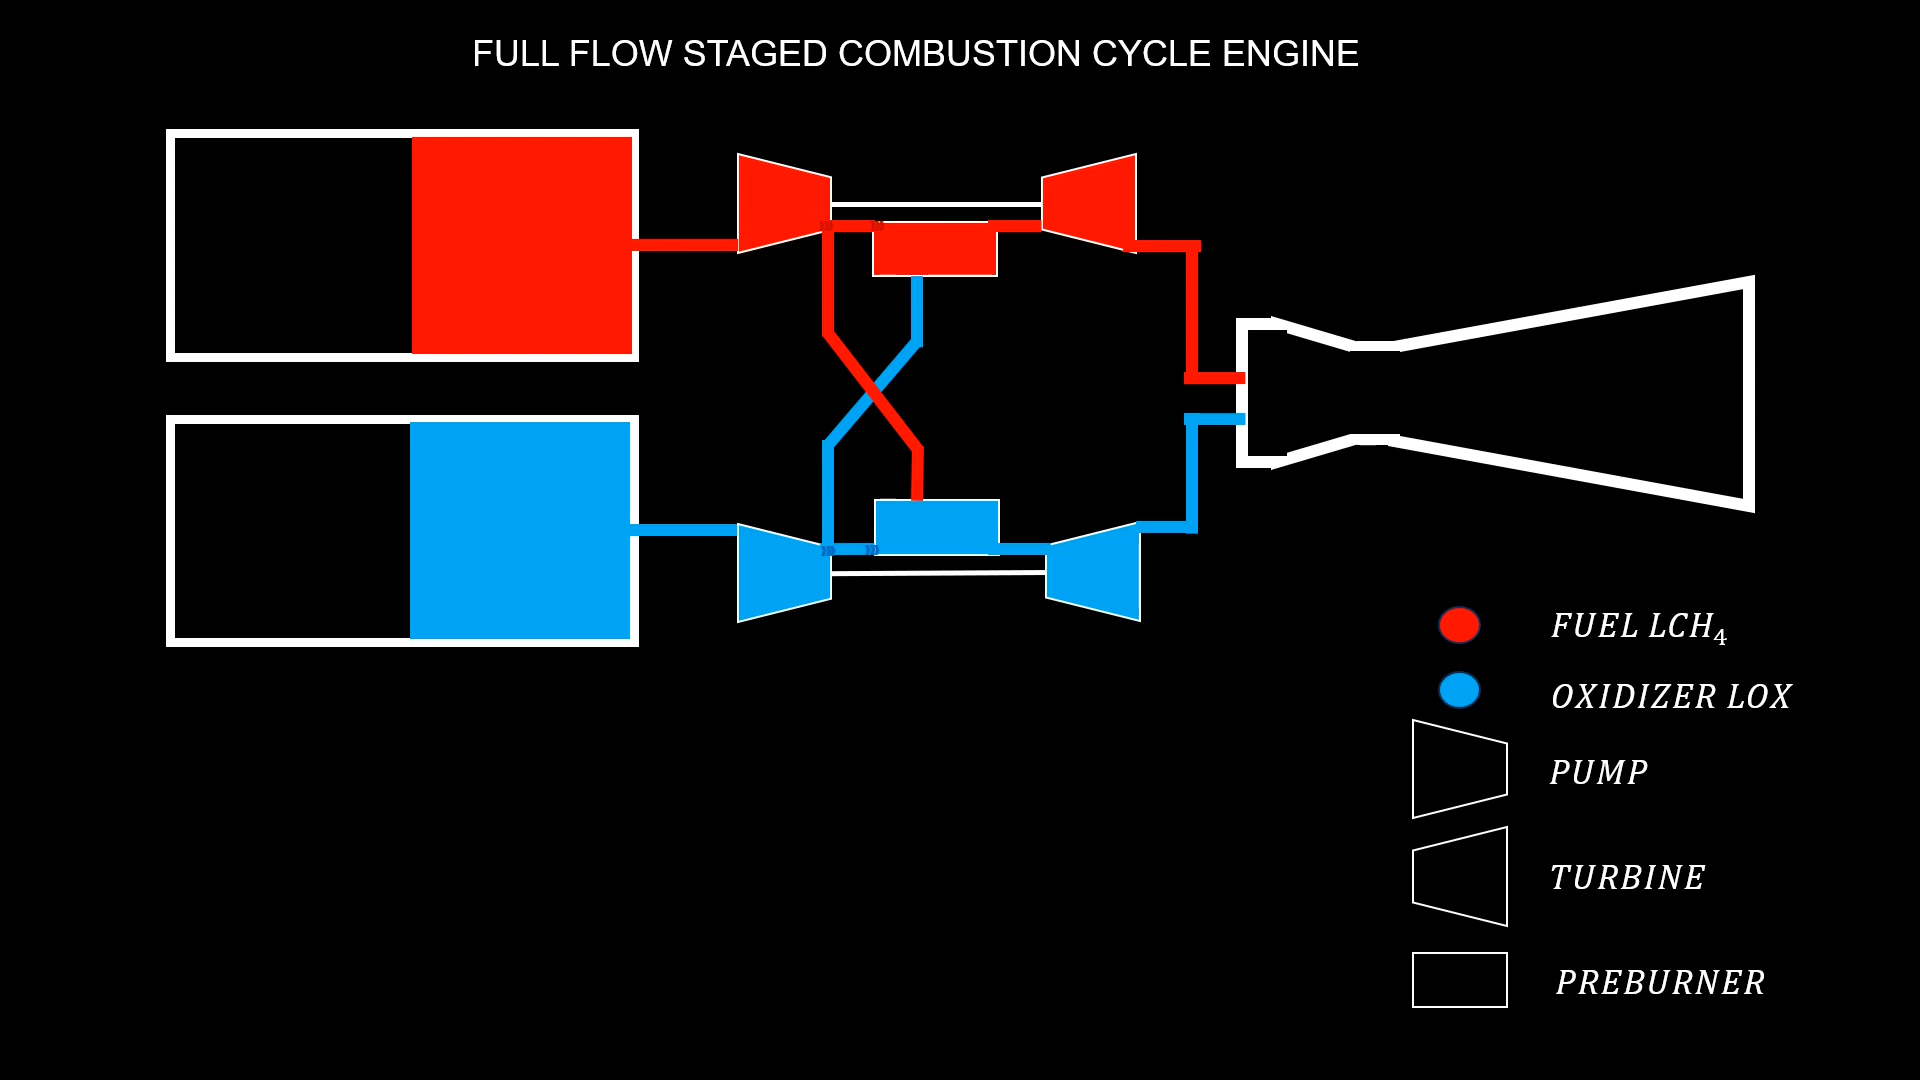 FULL FLOW STAGED COMBUSTION CYCLE ENGINE
FUEL LCH₄
OXIDIZER LOX
PUMP
TURBINE
PREBURNER